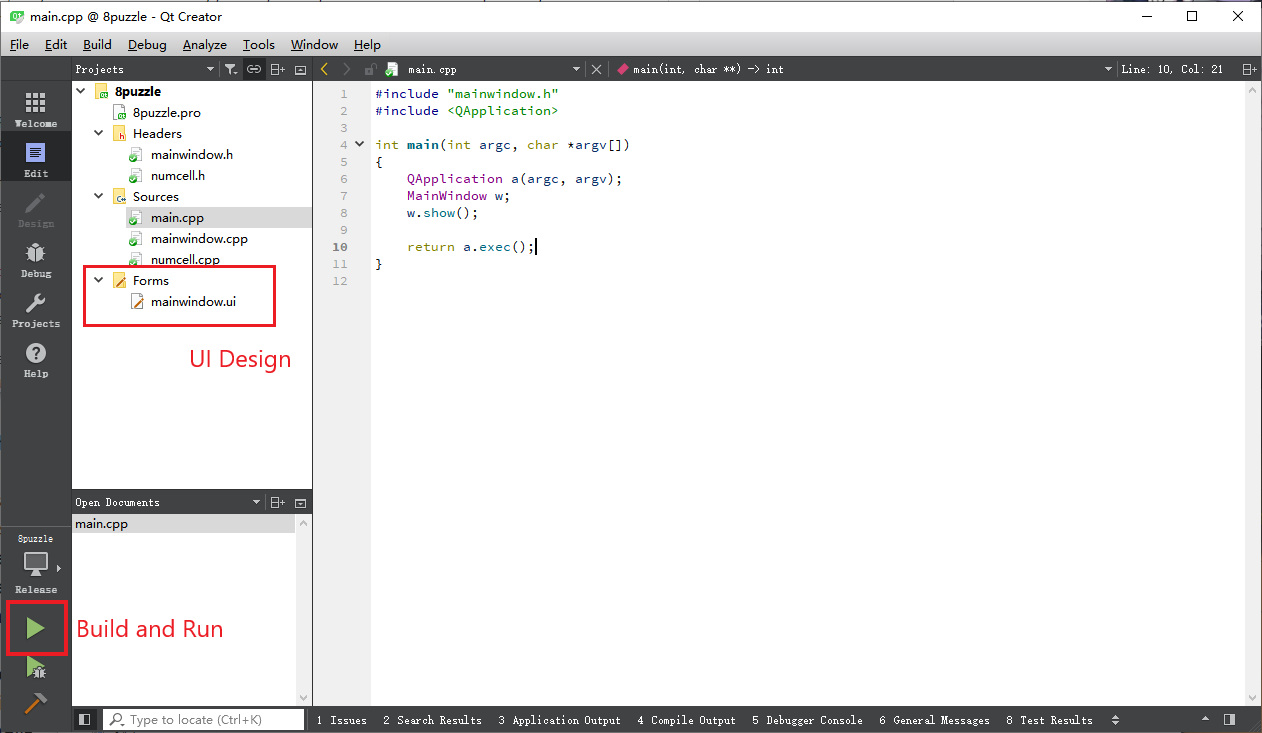 main.cpp @ 8puzzle - Qt Creator
File Edit Build Debug Analyze Tools Window Help
Projects
main.cpp
main(int, char **) -> int
Line: 10, Col: 21
Welcome
Edit
Design
Debug
Projects
Help
8puzzle
8puzzle.pro
Headers
mainwindow.h
numcell.h
Sources
main.cpp
mainwindow.cpp
numcell.cpp
Forms
mainwindow.ui
UI Design
1 #include "mainwindow.h"
2 #include <QApplication>
3
4 int main(int argc, char *argv[])
5 {
6 QApplication a(argc, argv);
7 MainWindow w;
8 w.show();
9
10 return a.exec();
11 }
12
Open Documents
main.cpp
8puzzle
Release
Build and Run
Type to locate (Ctrl+K)
1 Issues 2 Search Results 3 Application Output 4 Compile Output 5 Debugger Console 6 General Messages 8 Test Results